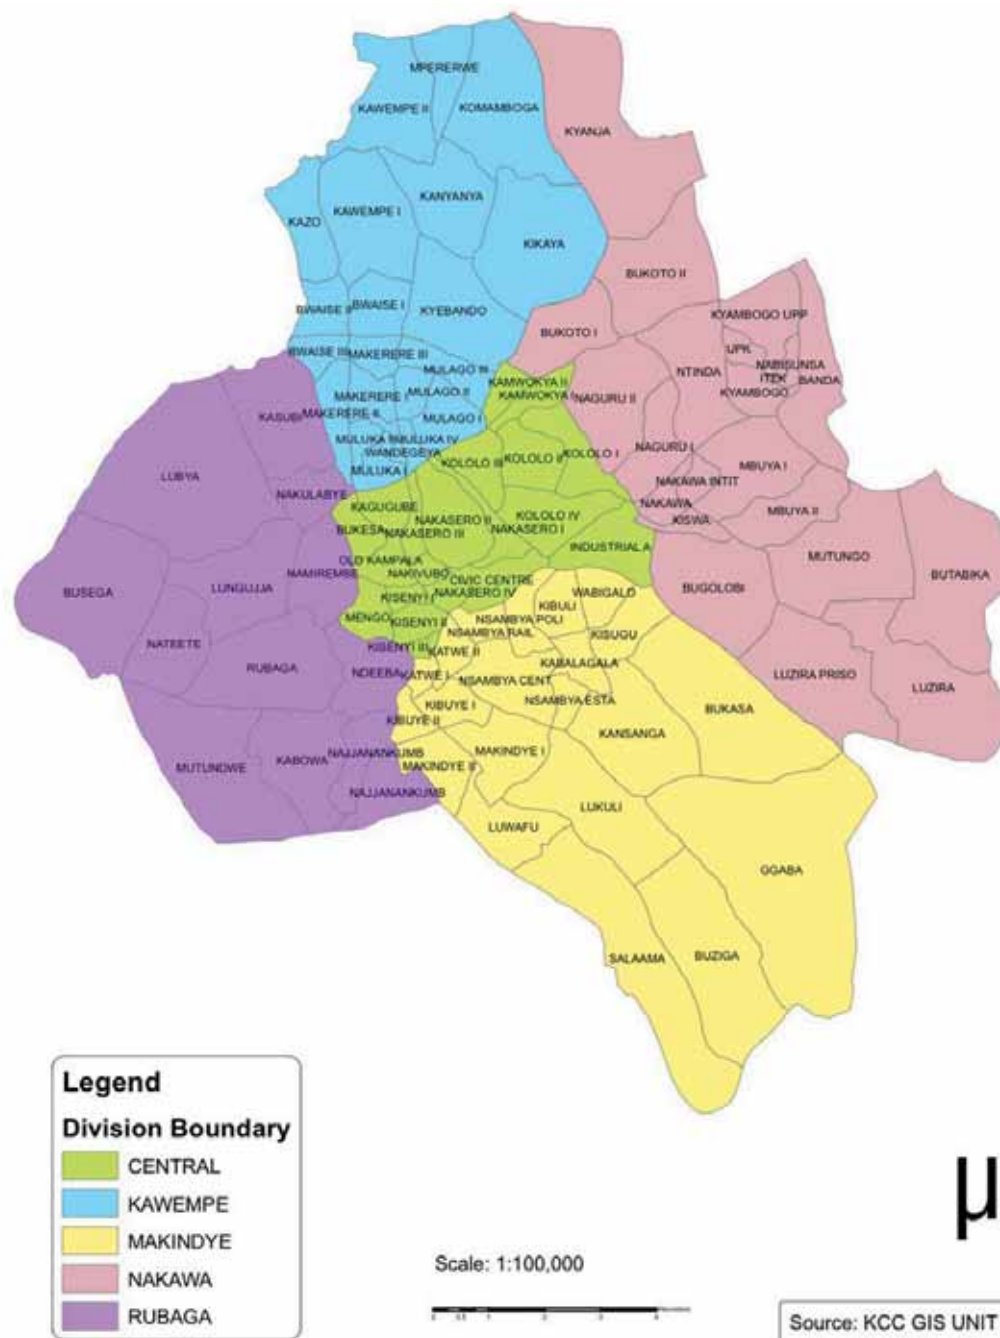 MPERERWE
KAWEMPE II
KOMAMBOGA
KYANJA
KANYANYA
KAZO
KAWEMPE I
KIKAYA
BUKOTO II
BWAISE II
BWAISE I
KYEBANDO
KYAMBOGO UPP
BUKOTO I
UPK
BWAISE III
MAKERERE III
NABISUNSA
MULAGO III
NTINDA
ITEK
BANDA
KAMWOKYA II
KYAMBOGO
MAKERERE I
MULAGO II
KAMWOKYA I
NAGURU II
KASUBI
MAKERERE II
MULAGO I
MULUKA IV
NAGURU I
WANDEGEYA
KOLOLO I
KOLOLO II
KOLOLO III
MBUYA I
MULUKA I
LUBYA
NAKAWA INTIT
NAKULABYE
NAKAWA
KAGUGUBE
MBUYA II
KOLOLO IV
KISWA
NAKASERO II
BUKESA
NAKASERO I
NAKASERO III
INDUSTRIAL A
MUTUNGO
OLD KAMPALA
BUTABIKA
NAMIREMBE
NAKIVUBO
CIVIC CENTRE
LUNGUJJA
BUGOLOBI
BUSEGA
NAKASERO IV
WABIGALO
KISENYI I
KIBULI
MENGO
KISENYI II
NSAMBYA POLI
NSAMBYA RAIL
KISUGU
NATEETE
KISENYI III
KATWE II
RUBAGA
KABALAGALA
NDEEBA
KATWE I
NSAMBYA CENT
LUZIRA PRISO
LUZIRA
NSAMBYA ESTA
KIBUYE I
BUKASA
KIBUYE II
KANSANGA
NAJJANANKUMB
MAKINDYE I
KABOWA
MUTUNDWE
MAKINDYE II
NAJJANANKUMB
LUKULI
LUWAFU
GGABA
SALAAMA
BUZIGA
Legend
Division Boundary
CENTRAL
KAWEMPE
MAKINDYE
NAKAWA
RUBAGA
µ
Scale: 1:100,000
Source: KCC GIS UNIT